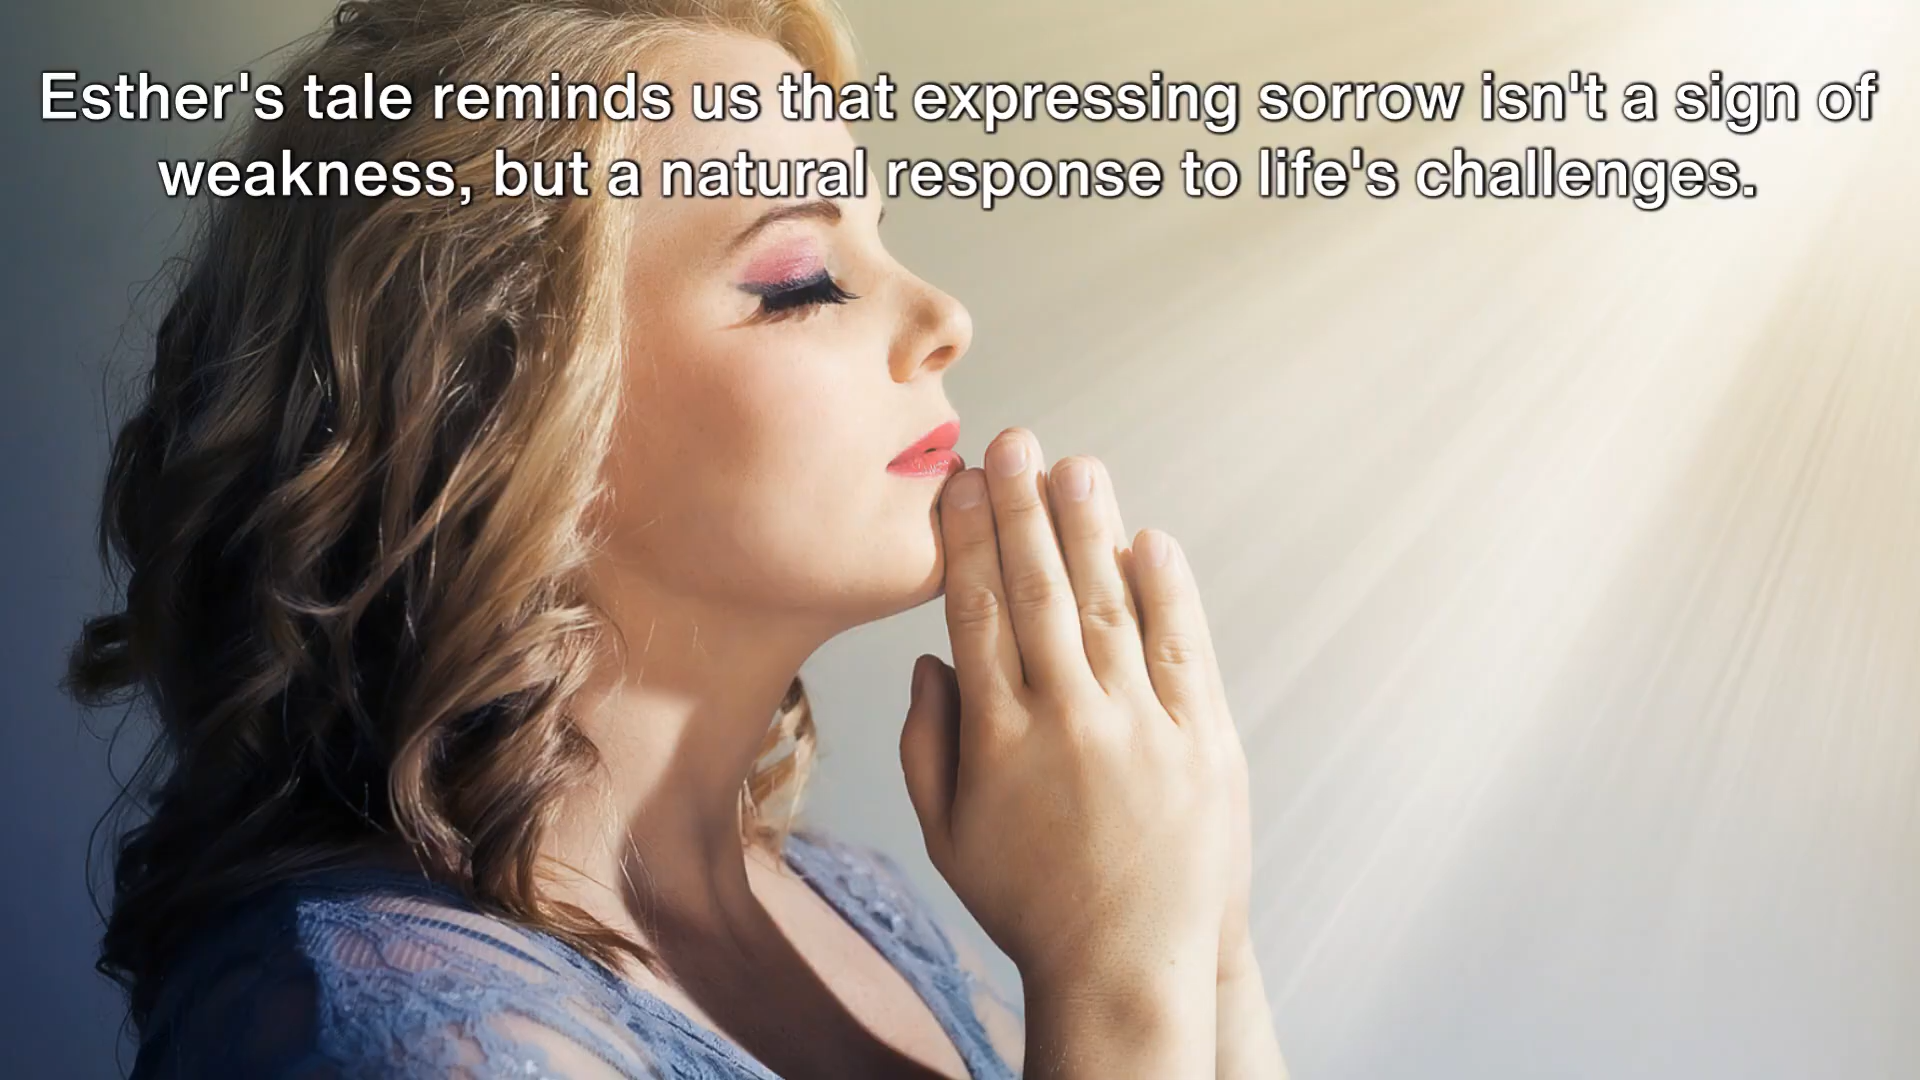 Esther's tale reminds us that expressing sorrow isn't a sign of
weakness, but a natural response to life's challenges.